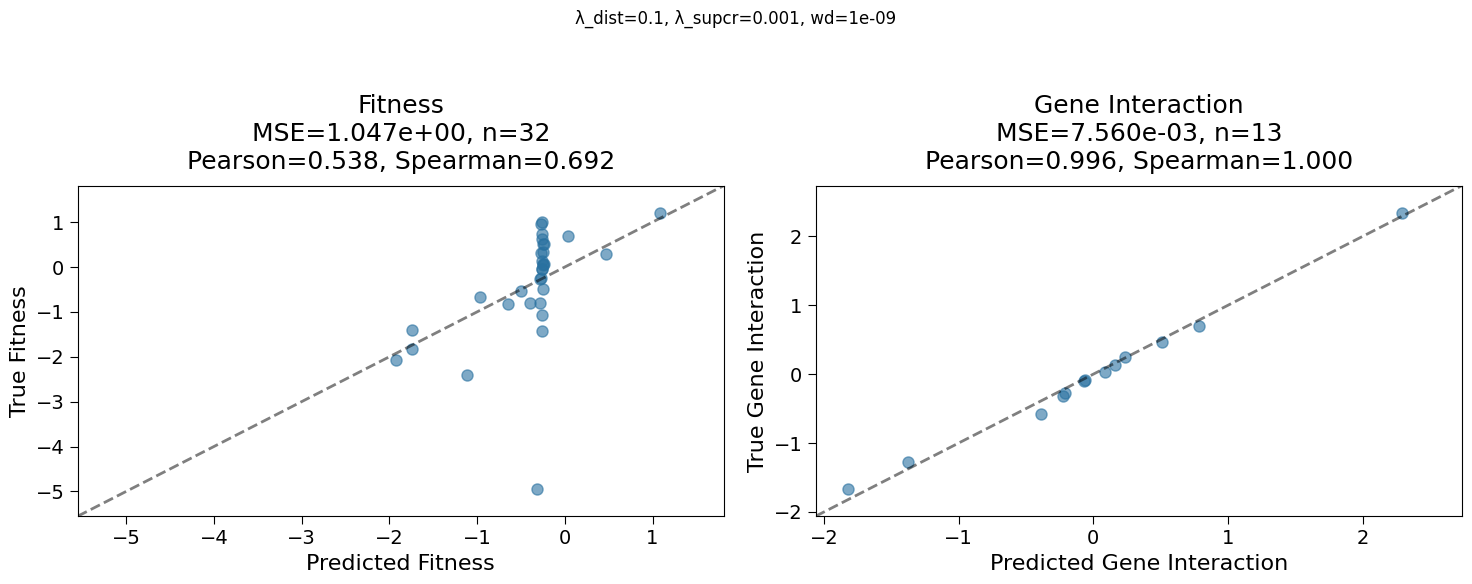 λ_dist=0.1, λ_supcr=0.001, wd=1e-09
Fitness
MSE=1.047e+00, n=32
Pearson=0.538, Spearman=0.692
True Fitness
1
0
−1
−2
−3
−4
−5
−5
−4
−3
−2
−1
0
1
Predicted Fitness
Gene Interaction
MSE=7.560e-03, n=13
Pearson=0.996, Spearman=1.000
True Gene Interaction
2
1
0
−1
−2
−2
−1
0
1
2
Predicted Gene Interaction